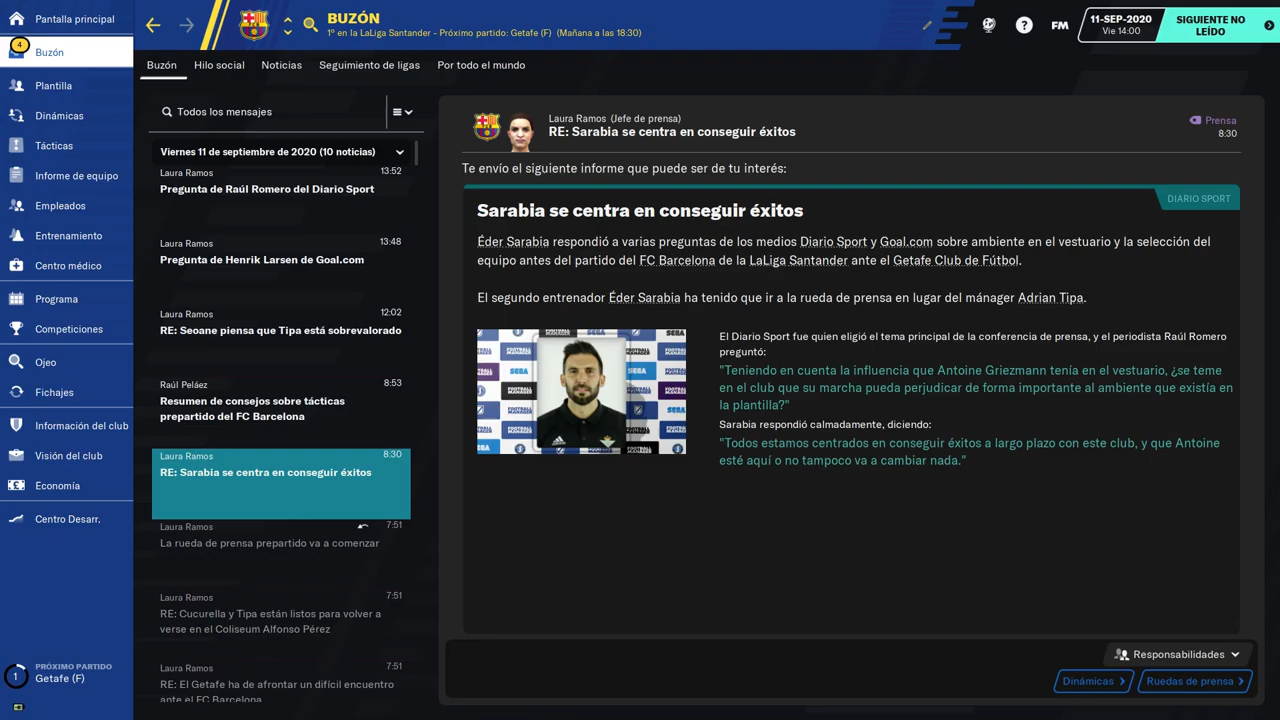 Pantalla principal
4
Buzón
Plantilla
Dinámicas
Tácticas
Informe de equipo
Empleados
Entrenamiento
Centro médico
Programa
Competiciones
Ojeo
Fichajes
Información del club
Visión del club
Economía
Centro Desarr.
1
PRÓXIMO PARTIDO
Getafe (F)
BUZÓN
1º en la LaLiga Santander - Próximo partido: Getafe (F) (Mañana a las 18:30)
?
FM
11-SEP-2020
Vie 14:00
SIGUIENTE NO
LEÍDO
Buzón
Hilo social
Noticias
Seguimiento de ligas
Por todo el mundo
Todos los mensajes
Viernes 11 de septiembre de 2020 (10 noticias)
Laura Ramos 13:52
Pregunta de Raúl Romero del Diario Sport
Laura Ramos 13:48
Pregunta de Henrik Larsen de Goal.com
Laura Ramos 12:02
RE: Seoane piensa que Tipa está sobrevalorado
Raúl Peláez 8:53
Resumen de consejos sobre tácticas
prepartido del FC Barcelona
Laura Ramos 8:30
RE: Sarabia se centra en conseguir éxitos
Laura Ramos 7:51
La rueda de prensa prepartido va a comenzar
Laura Ramos 7:51
RE: Cucurella y Tipa están listos para volver a
verse en el Coliseum Alfonso Pérez
Laura Ramos 7:51
RE: El Getafe ha de afrontar un difícil encuentro
ante el FC Barcelona
Laura Ramos (Jefe de prensa)
RE: Sarabia se centra en conseguir éxitos
Prensa
8:30
Te envío el siguiente informe que puede ser de tu interés:
DIARIO SPORT
Sarabia se centra en conseguir éxitos
Éder Sarabia respondió a varias preguntas de los medios Diario Sport y Goal.com sobre ambiente en el vestuario y la selección del
equipo antes del partido del FC Barcelona de la LaLiga Santander ante el Getafe Club de Fútbol.
El segundo entrenador Éder Sarabia ha tenido que ir a la rueda de prensa en lugar del mánager Adrian Tipa.
El Diario Sport fue quien eligió el tema principal de la conferencia de prensa, y el periodista Raúl Romero
preguntó:
"Teniendo en cuenta la influencia que Antoine Griezmann tenía en el vestuario, ¿se teme
en el club que su marcha pueda perjudicar de forma importante al ambiente que existía en
la plantilla?"
Sarabia respondió calmadamente, diciendo:
"Todos estamos centrados en conseguir éxitos a largo plazo con este club, y que Antoine
esté aquí o no tampoco va a cambiar nada."
Responsabilidades
Dinámicas
Ruedas de prensa